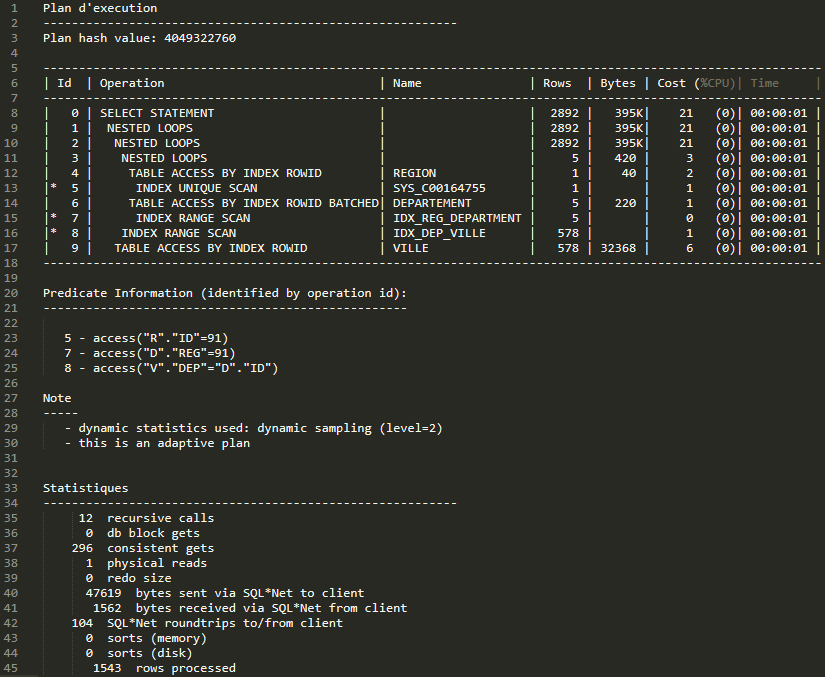 1 Plan d'execution
2 ----------------------------------------------------------
3 Plan hash value: 4049322760
4
5 -------------------------------------------------------------------------------------------------------------
6 | Id  | Operation                              | Name               | Rows  | Bytes | Cost (%CPU)| Time     |
7 -------------------------------------------------------------------------------------------------------------
8 |   0 | SELECT STATEMENT                       |                    |  2892 |   395K|    21   (0)| 00:00:01 |
9 |   1 |  NESTED LOOPS                          |                    |  2892 |   395K|    21   (0)| 00:00:01 |
10 |   2 |   NESTED LOOPS                         |                    |  2892 |   395K|    21   (0)| 00:00:01 |
11 |   3 |    NESTED LOOPS                        |                    |     5 |   420 |     3   (0)| 00:00:01 |
12 |   4 |     TABLE ACCESS BY INDEX ROWID        | REGION             |     1 |    40 |     2   (0)| 00:00:01 |
13 |*  5 |      INDEX UNIQUE SCAN                 | SYS_C00164755      |     1 |       |     1   (0)| 00:00:01 |
14 |   6 |     TABLE ACCESS BY INDEX ROWID BATCHED| DEPARTEMENT        |     5 |   220 |     1   (0)| 00:00:01 |
15 |*  7 |      INDEX RANGE SCAN                  | IDX_REG_DEPARTMENT |     5 |       |     0   (0)| 00:00:01 |
16 |*  8 |    INDEX RANGE SCAN                    | IDX_DEP_VILLE      |   578 |       |     1   (0)| 00:00:01 |
17 |   9 |   TABLE ACCESS BY INDEX ROWID          | VILLE              |   578 | 32368 |     6   (0)| 00:00:01 |
18 -------------------------------------------------------------------------------------------------------------
19
20 Predicate Information (identified by operation id):
21 ---------------------------------------------------
22
23    5 - access("R"."ID"=91)
24    7 - access("D"."REG"=91)
25    8 - access("V"."DEP"="D"."ID")
26
27 Note
28 -----
29    - dynamic statistics used: dynamic sampling (level=2)
30    - this is an adaptive plan
31
32
33 Statistiques
34 ----------------------------------------------------------
35      12  recursive calls
36       0  db block gets
37     296  consistent gets
38       1  physical reads
39       0  redo size
40       47619  bytes sent via SQL*Net to client
41        1562  bytes received via SQL*Net from client
42     104  SQL*Net roundtrips to/from client
43       0  sorts (memory)
44       0  sorts (disk)
45        1543  rows processed